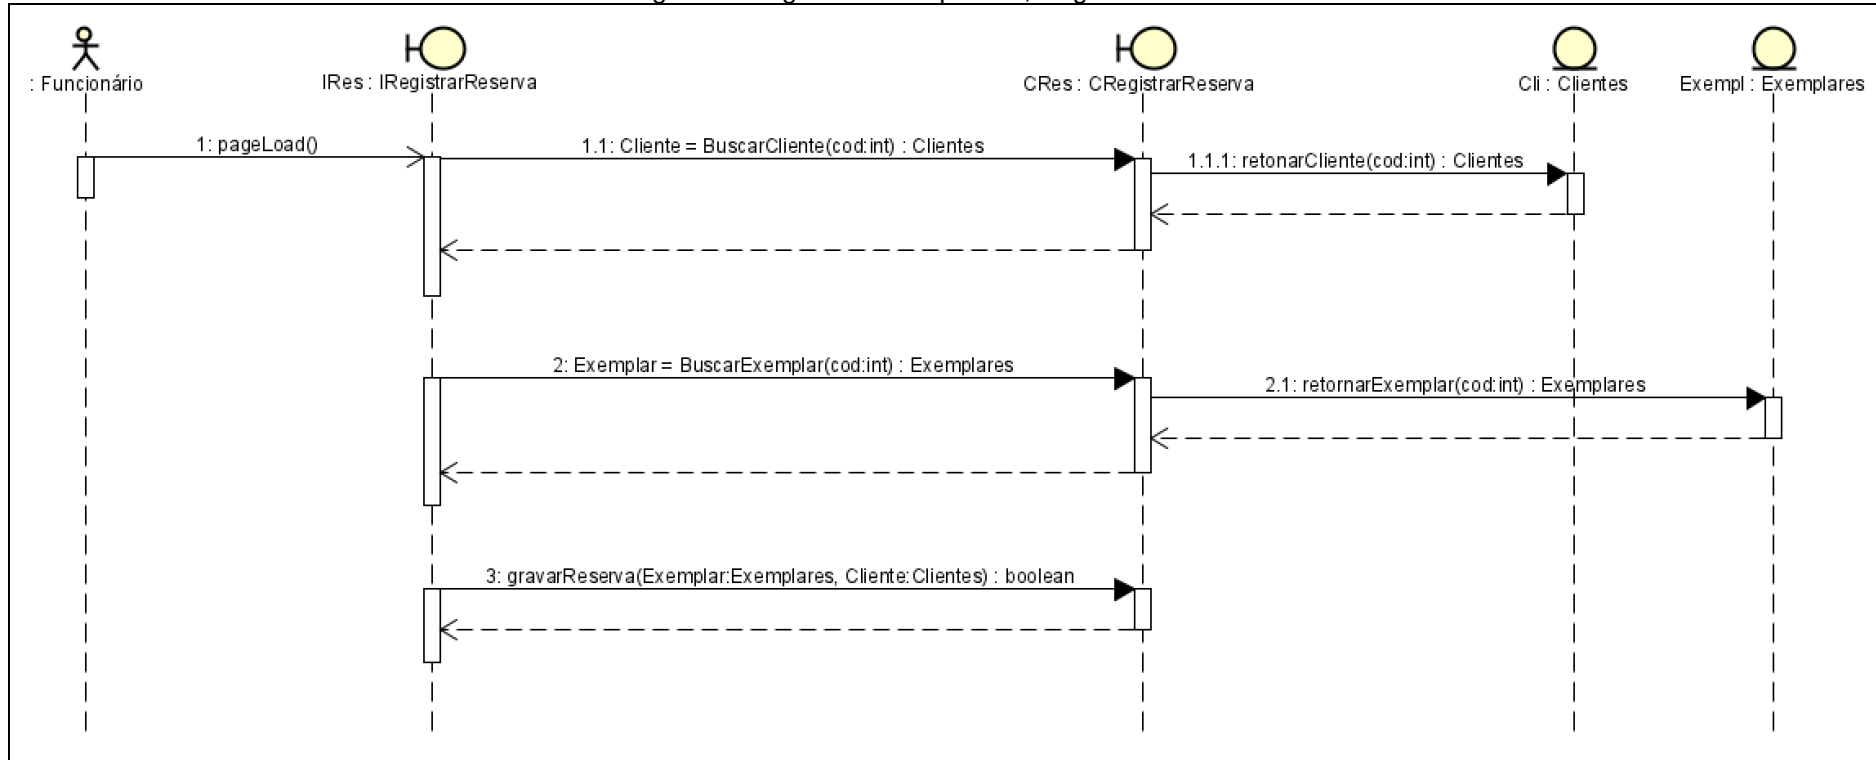 : Funcionário
IRes : IRegistrarReserva
CRes : CRegistrarReserva
Cli : Clientes
Exempl : Exemplares
1: pageLoad()
1.1: Cliente = BuscarCliente(cod:int) : Clientes
1.1.1: retonarCliente(cod:int) : Clientes
2: Exemplar = BuscarExemplar(cod:int) : Exemplares
2.1: retornarExemplar(cod:int) : Exemplares
3: gravarReserva(Exemplar:Exemplares, Cliente:Clientes) : boolean